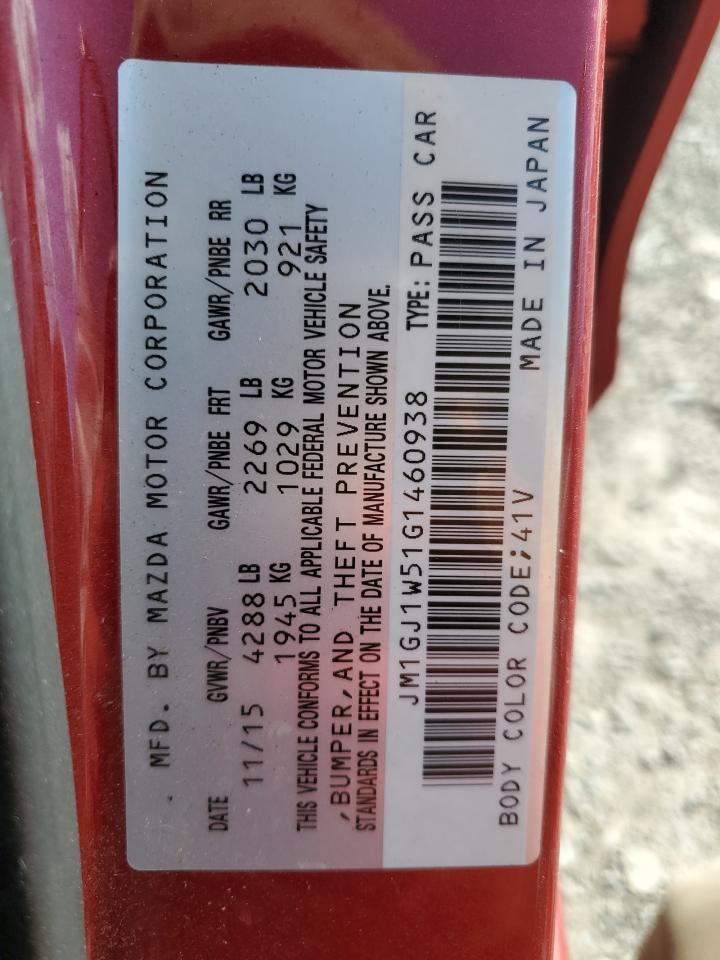 MFD. BY MAZDA MOTOR CORPORATION
DATE GVWR/PNBV GAWR/PNBE FRT GAWR/PNBE RR
11/15 4288 LB 2269 LB 2030 LB
1945 KG 1029 KG 921 KG
THIS VEHICLE CONFORMS TO ALL APPLICABLE FEDERAL MOTOR VEHICLE SAFETY
,BUMPER,AND THEFT PREVENTION
STANDARDS IN EFFECT ON THE DATE OF MANUFACTURE SHOWN ABOVE.
JM1GJ1W51G1460938 TYPE: PASS CAR
BODY COLOR CODE;41V MADE IN JAPAN